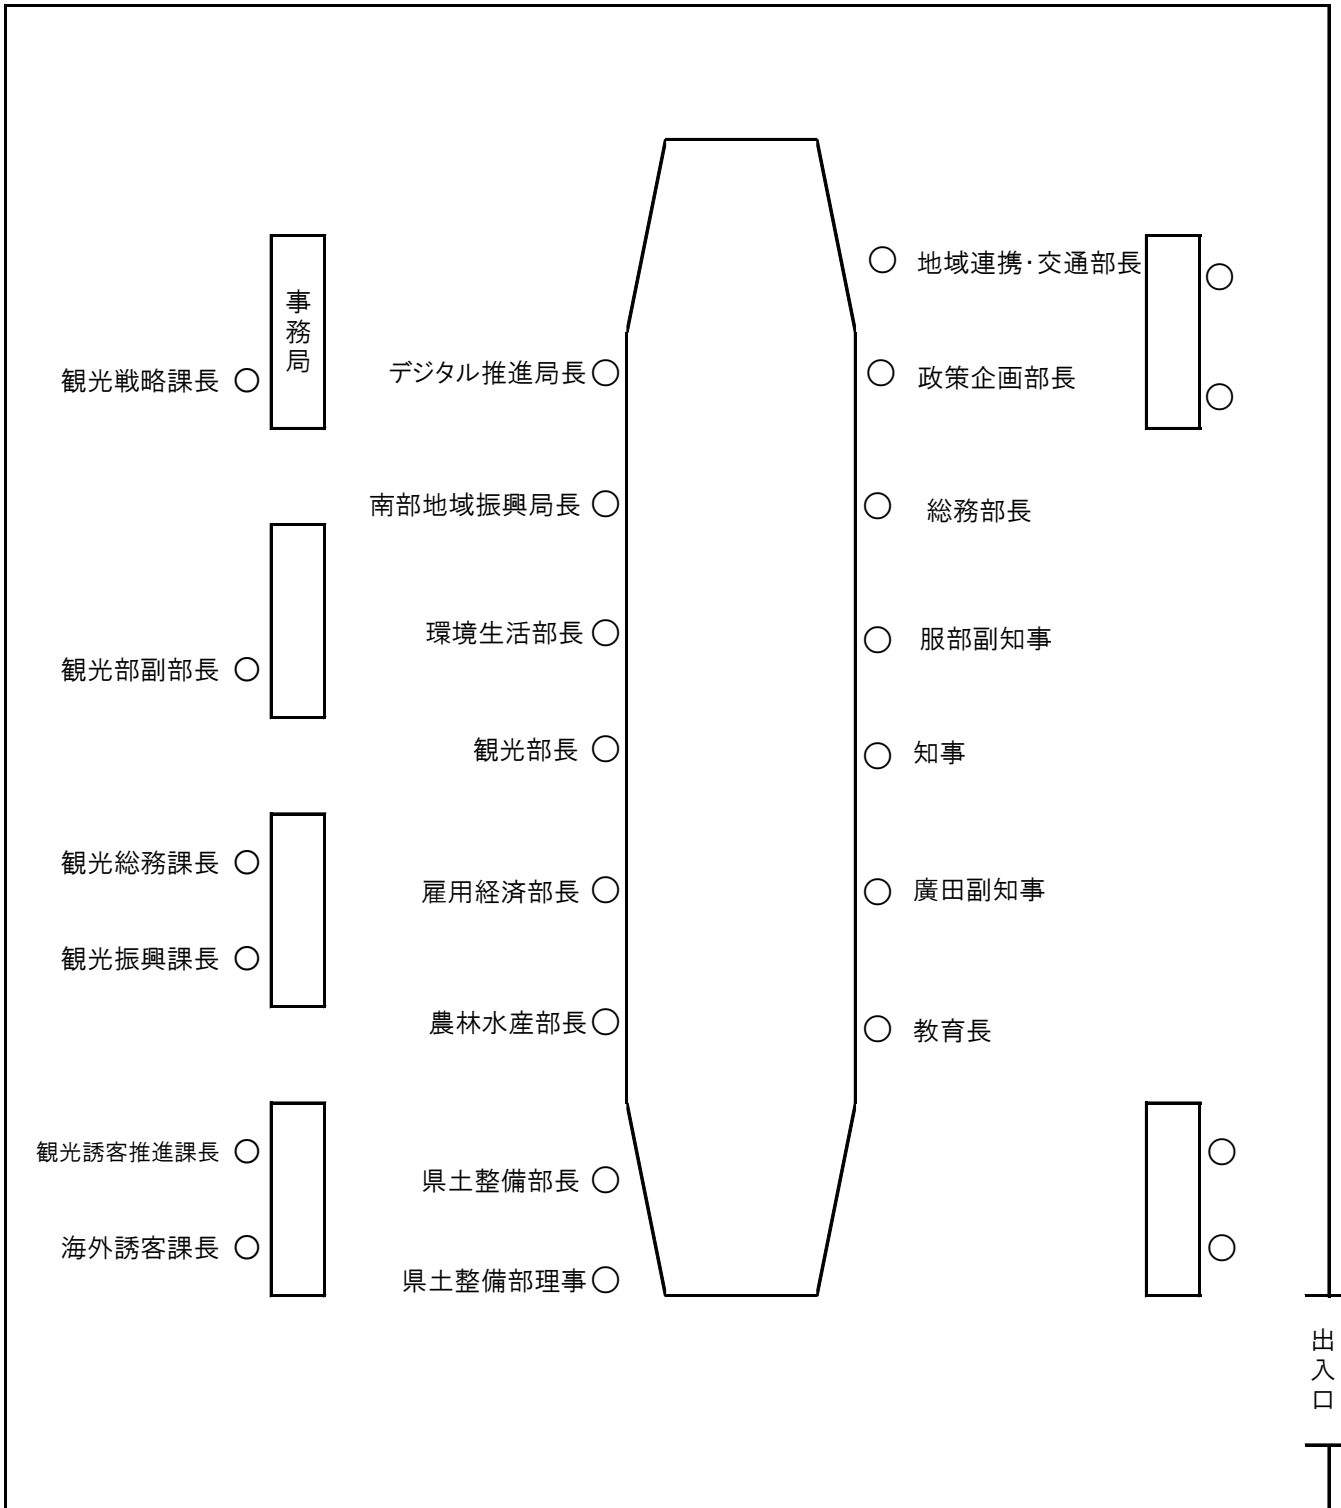 地域連携・交通部長
事務局
デジタル推進局長
政策企画部長
観光戦略課長
南部地域振興局長
総務部長
環境生活部長
服部副知事
観光部副部長
観光部長
知事
観光総務課長
雇用経済部長
廣田副知事
観光振興課長
農林水産部長
教育長
観光誘客推進課長
県土整備部長
海外誘客課長
県土整備部理事
出入口